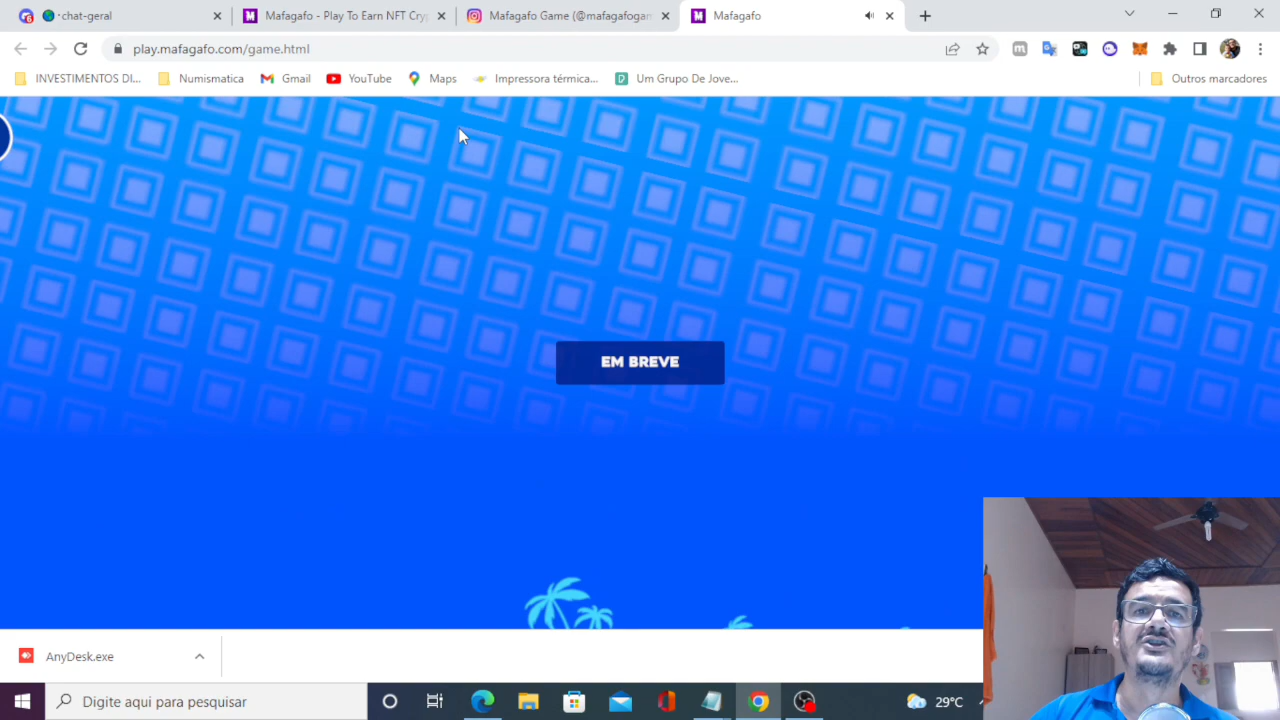 chat-geral
Mafagafo - Play To Earn NFT Cryp
Mafagafo Game (@mafagafogam
Mafagafo
play.mafagafo.com/game.html
INVESTIMENTOS DI...
Numismatica
Gmail
YouTube
Maps
Impressora térmica...
Um Grupo De Jove...
Outros marcadores
EM BREVE
AnyDesk.exe
Digite aqui para pesquisar
29°C